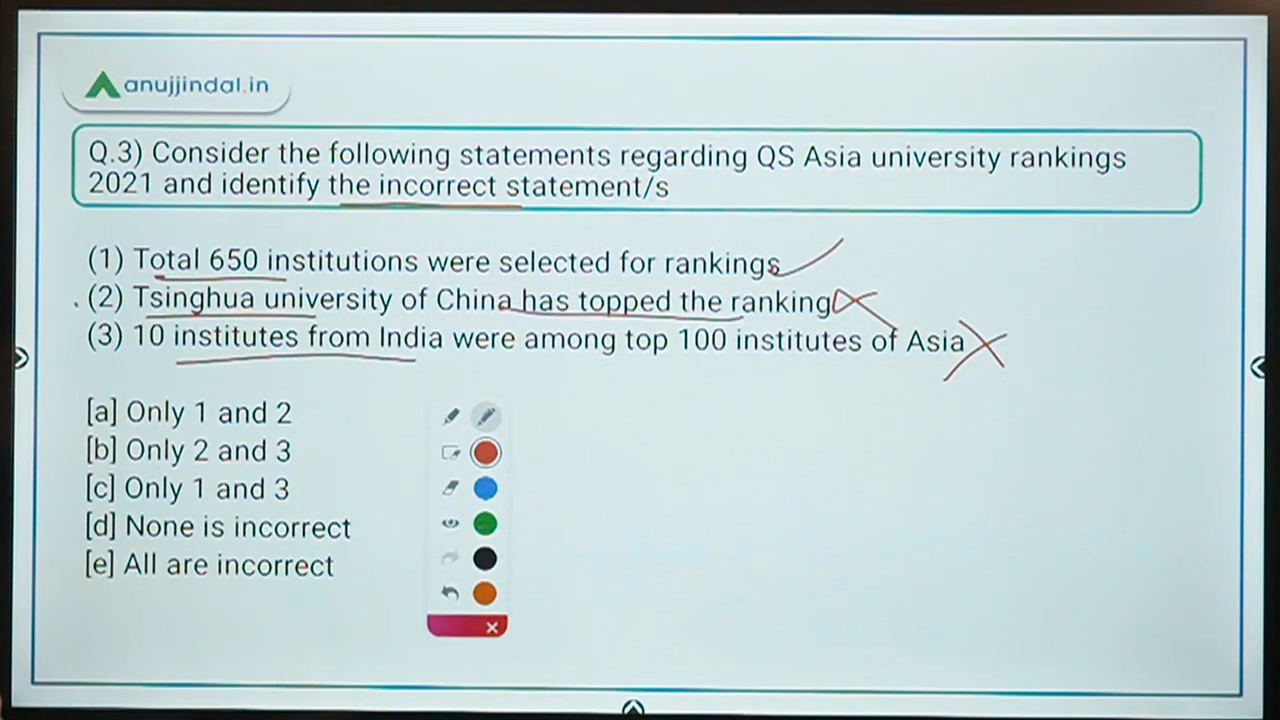 anujjindal.in
Q.3) Consider the following statements regarding QS Asia university rankings
2021 and identify the incorrect statement/s
(1) Total 650 institutions were selected for rankings
(2) Tsinghua university of China has topped the ranking
(3) 10 institutes from India were among top 100 institutes of Asia
[a] Only 1 and 2
[b] Only 2 and 3
[c] Only 1 and 3
[d] None is incorrect
[e] All are incorrect